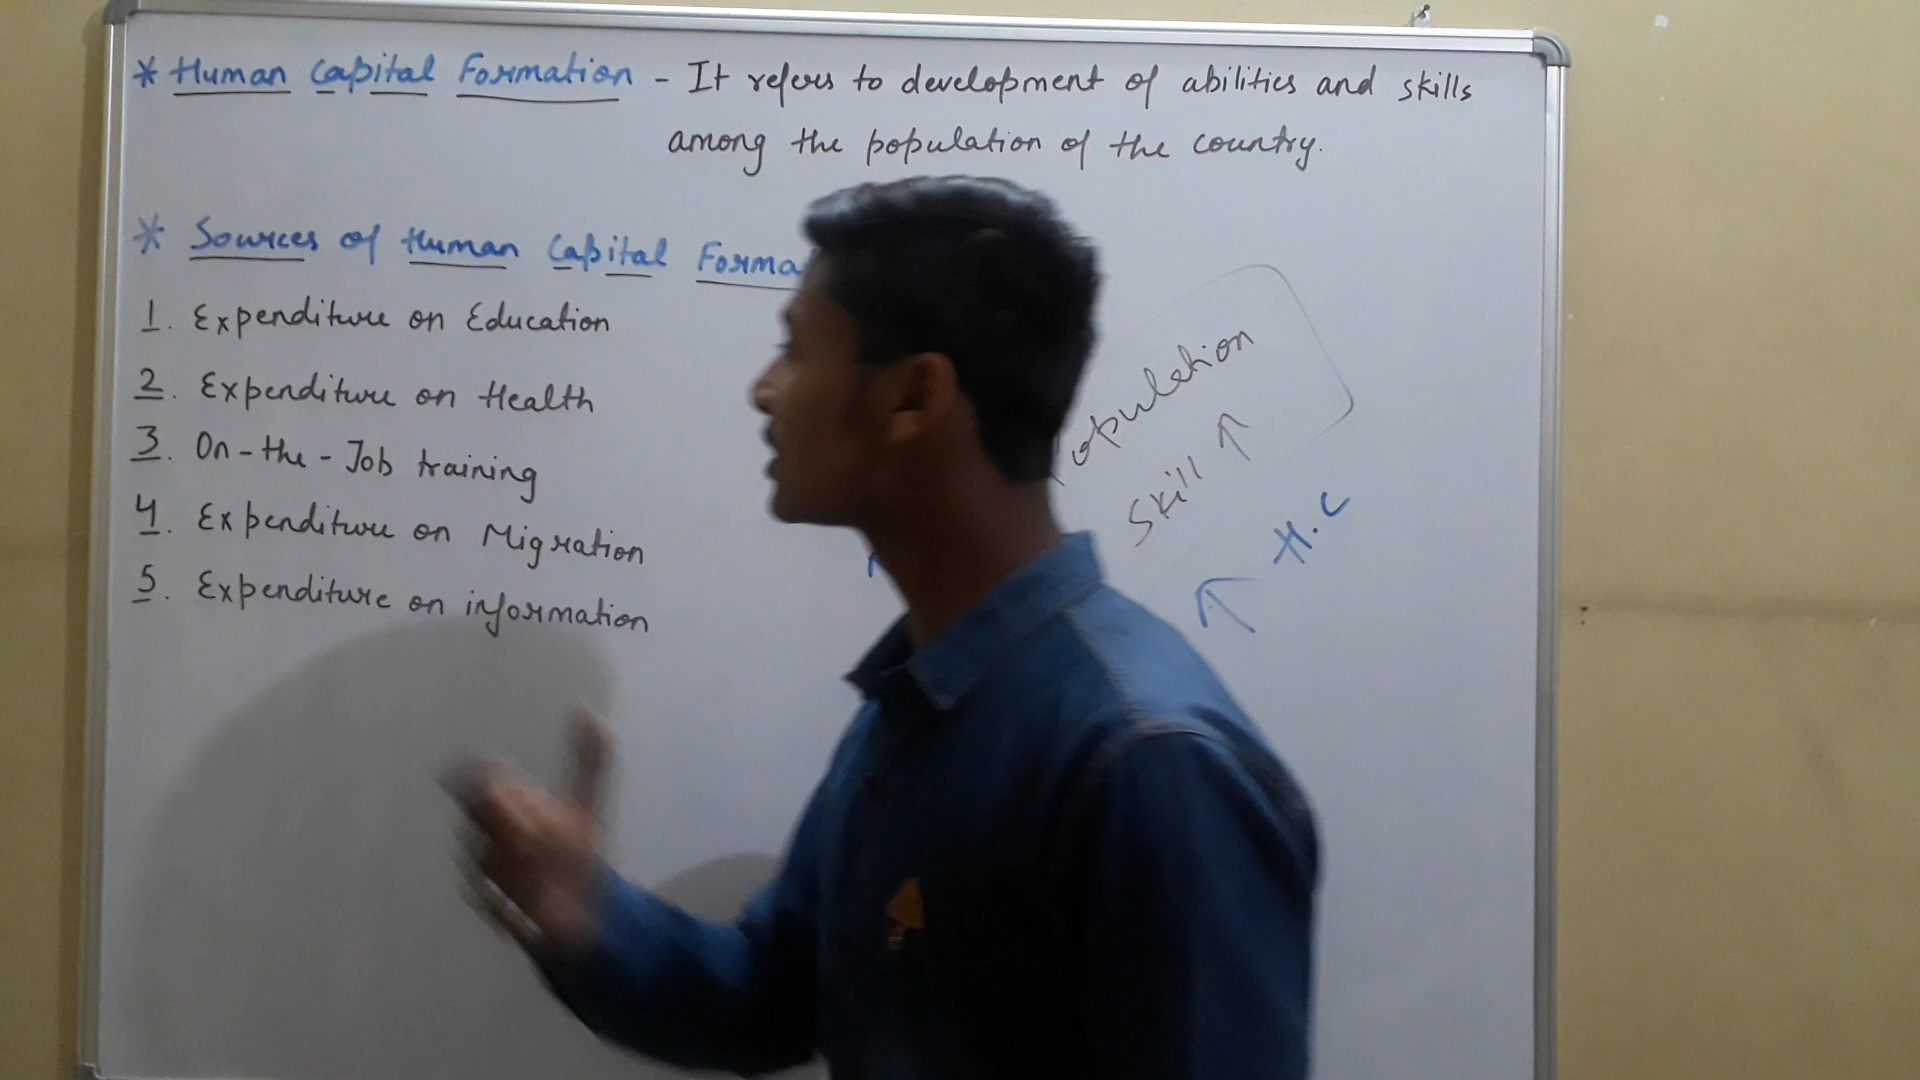 * Human Capital Formation - It refers to development of abilities and skills
among the population of the country.
* Sources of Human Capital Forma
1. Expenditure on Education
2. Expenditure on Health
3. On-the-Job training
4. Expenditure on Migration
5. Expenditure on information
opulation
Skill ↑
↑ H.C